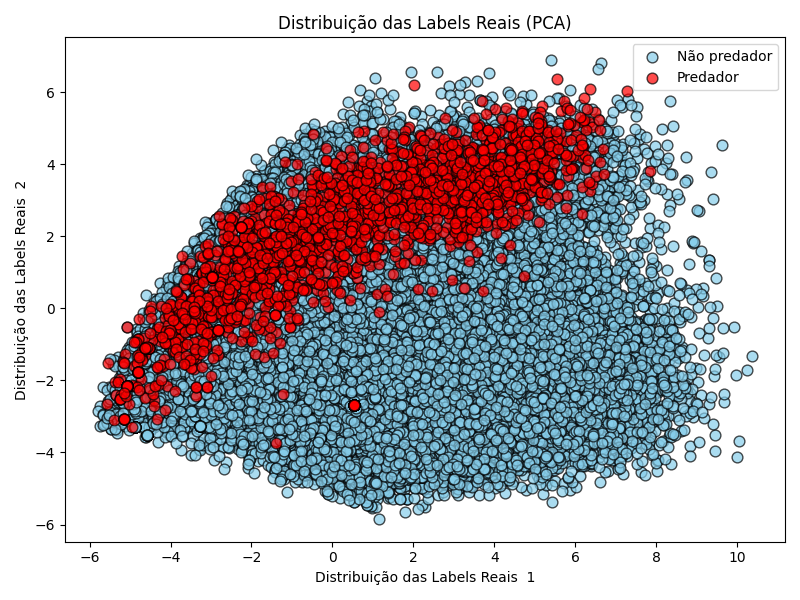 Distribuição das Labels Reais (PCA)
Não predador
Predador
6
4
2
0
−2
−4
−6
Distribuição das Labels Reais  2
−6 −4 −2 0 2 4 6 8 10
Distribuição das Labels Reais  1